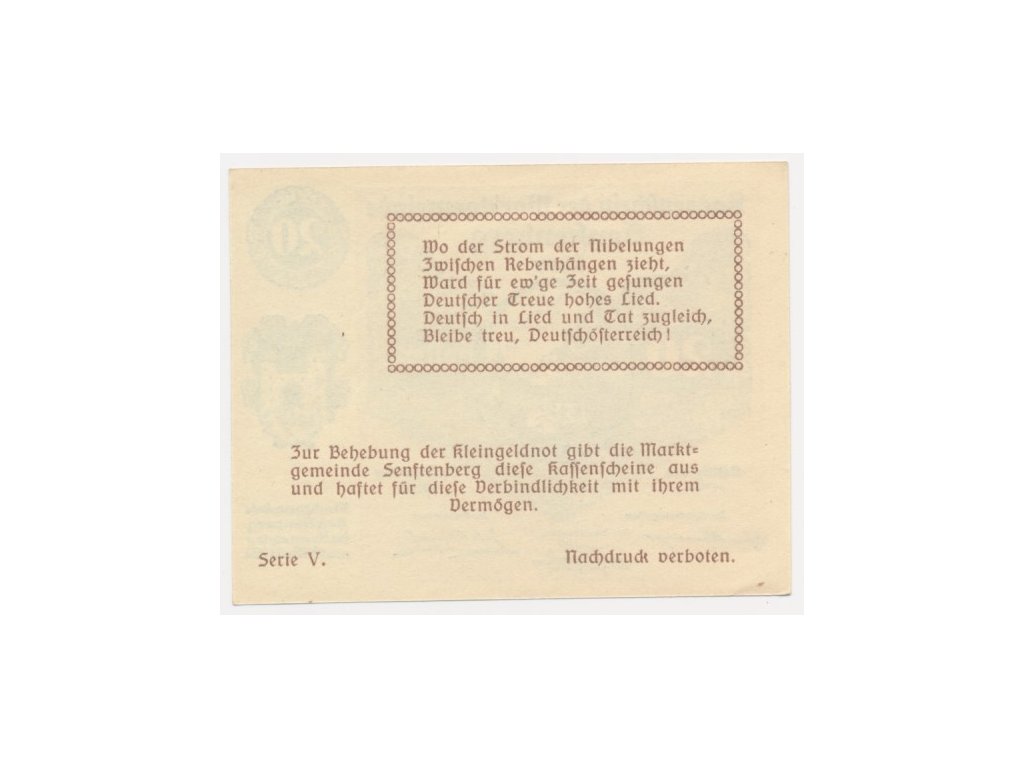 Wo der Strom der Nibelungen
Zwiſchen Rebenhängen zieht,
Ward für ew'ge Zeit geſungen
Deutſcher Treue hohes Lied.
Deutſch in Lied und Tat zugleich,
Bleibe treu, Deutſchöſterreich!
Zur Behebung der Kleingeldnot gibt die Markt=
gemeinde Senftenberg dieſe Kaſſenſcheine aus
und haftet für dieſe Verbindlichkeit mit ihrem
Vermögen.
Serie V.
Nachdruck verboten.